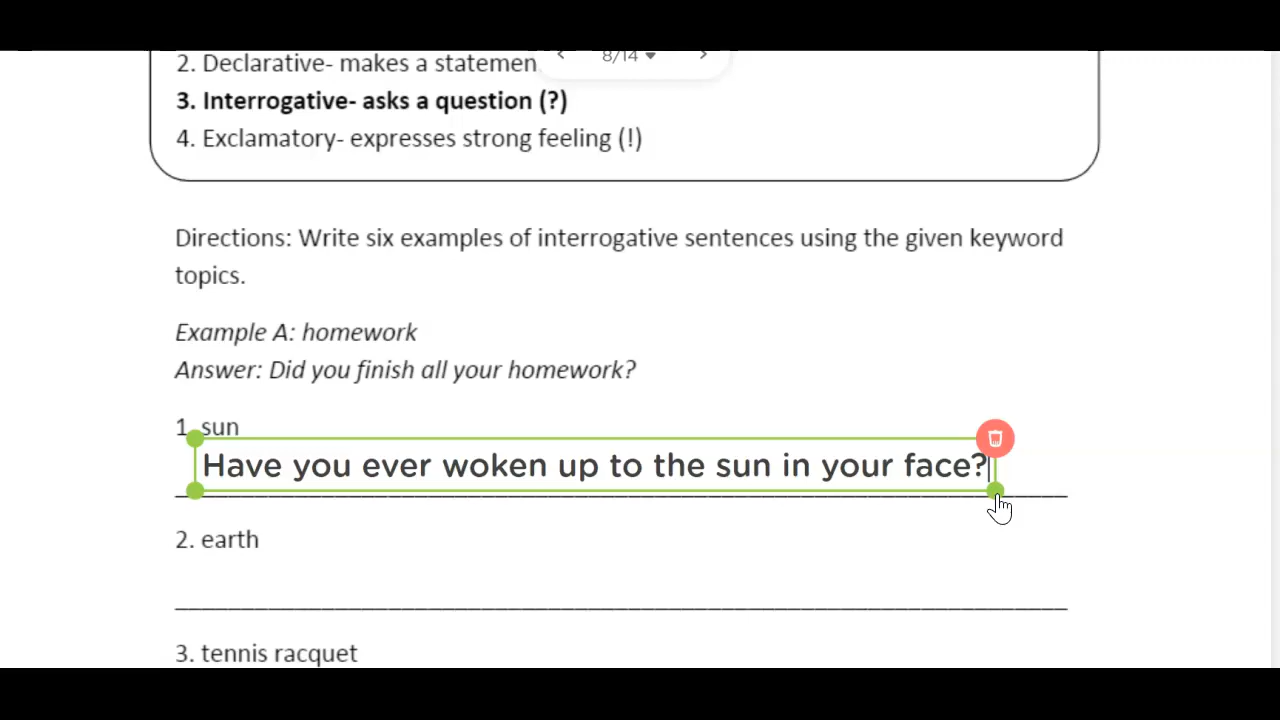 8/14
2. Declarative- makes a statemen
3. Interrogative- asks a question (?)
4. Exclamatory- expresses strong feeling (!)
Directions: Write six examples of interrogative sentences using the given keyword
topics.
Example A: homework
Answer: Did you finish all your homework?
1. sun
Have you ever woken up to the sun in your face?
2. earth
3. tennis racquet